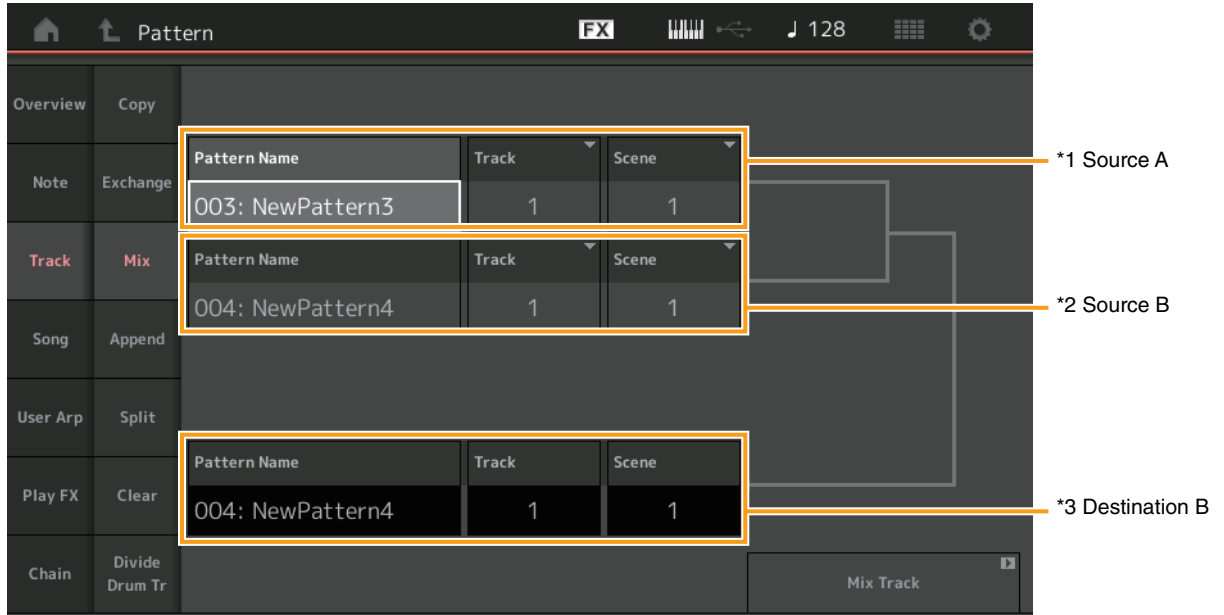 Pattern
FX
♩ 128
Overview
Copy
Pattern Name
Track
Scene
*1 Source A
Note
Exchange
003: NewPattern3
1
1
Track
Mix
Pattern Name
Track
Scene
004: NewPattern4
1
1
*2 Source B
Song
Append
User Arp
Split
Pattern Name
Track
Scene
Play FX
Clear
004: NewPattern4
1
1
*3 Destination B
Chain
Divide
Drum Tr
Mix Track